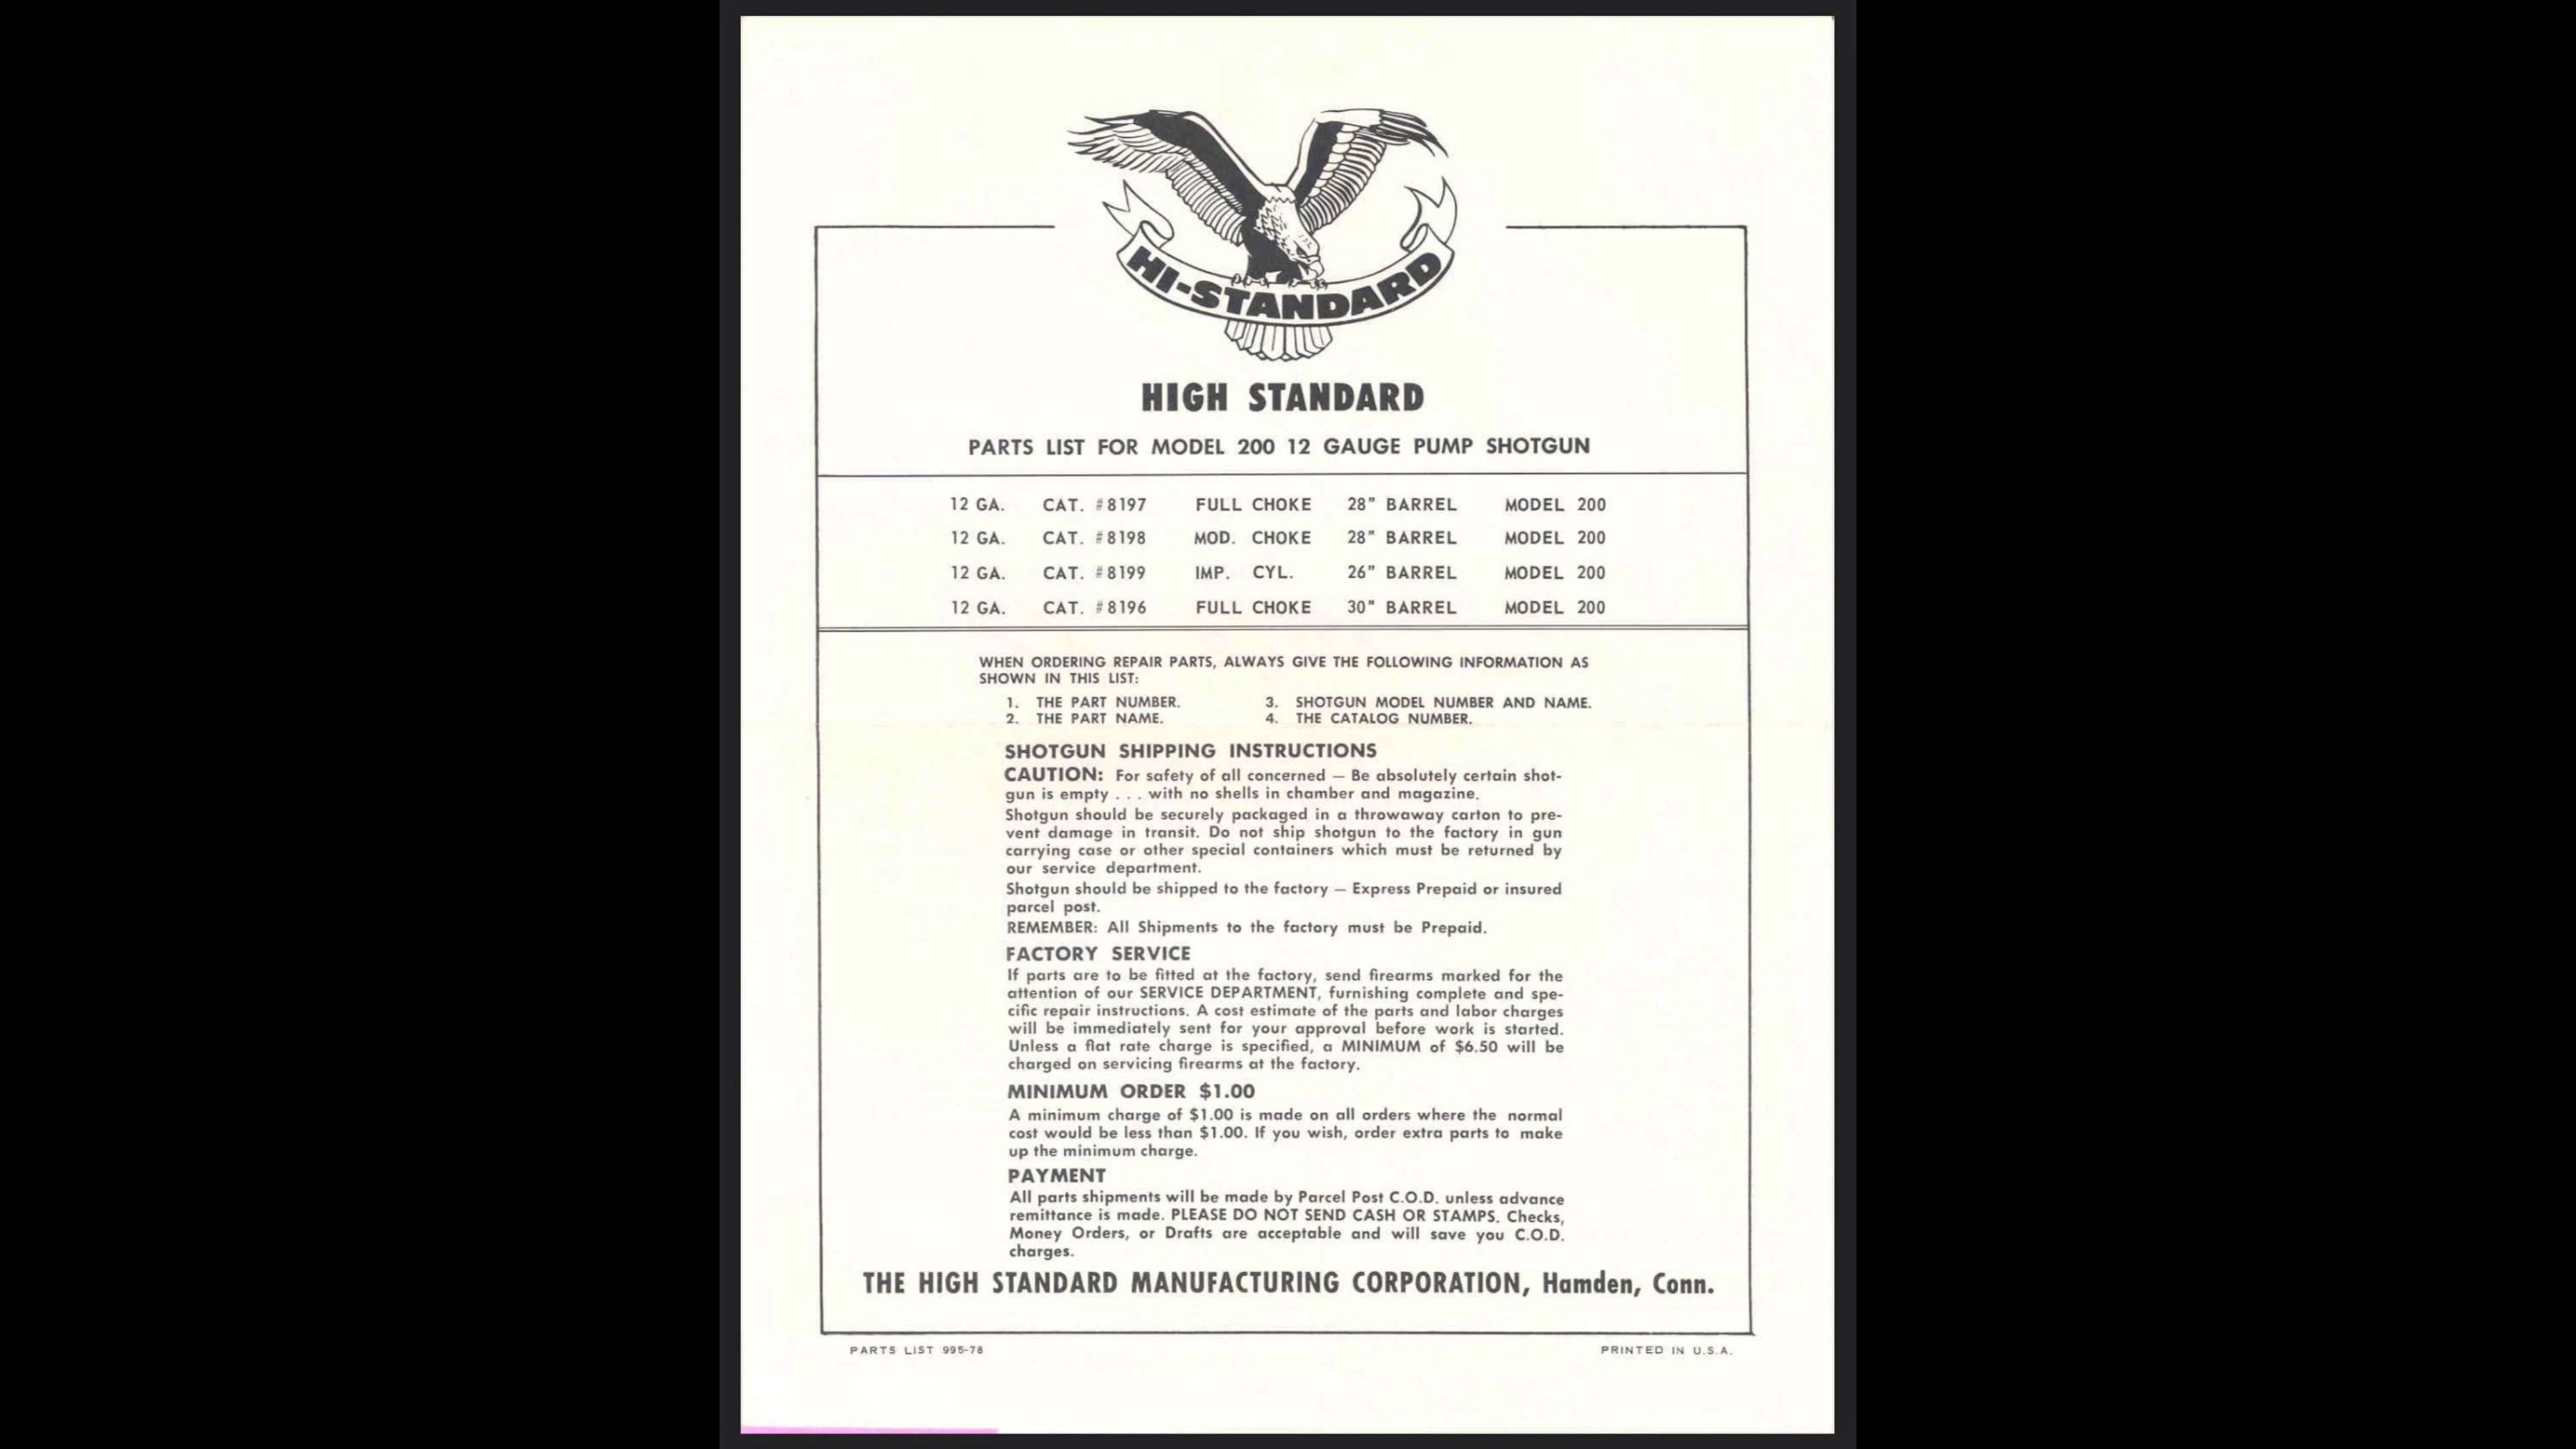 HI-STANDARD
HIGH STANDARD
PARTS LIST FOR MODEL 200 12 GAUGE PUMP SHOTGUN
12 GA. CAT. #8197 FULL CHOKE 28" BARREL MODEL 200
12 GA. CAT. #8198 MOD. CHOKE 28" BARREL MODEL 200
12 GA. CAT. #8199 IMP. CYL. 26" BARREL MODEL 200
12 GA. CAT. #8196 FULL CHOKE 30" BARREL MODEL 200
WHEN ORDERING REPAIR PARTS, ALWAYS GIVE THE FOLLOWING INFORMATION AS
SHOWN IN THIS LIST:
1. THE PART NUMBER. 3. SHOTGUN MODEL NUMBER AND NAME.
2. THE PART NAME. 4. THE CATALOG NUMBER.
SHOTGUN SHIPPING INSTRUCTIONS
CAUTION: For safety of all concerned — Be absolutely certain shot-
gun is empty . . . with no shells in chamber and magazine.
Shotgun should be securely packaged in a throwaway carton to pre-
vent damage in transit. Do not ship shotgun to the factory in gun
carrying case or other special containers which must be returned by
our service department.
Shotgun should be shipped to the factory — Express Prepaid or insured
parcel post.
REMEMBER: All Shipments to the factory must be Prepaid.
FACTORY SERVICE
If parts are to be fitted at the factory, send firearms marked for the
attention of our SERVICE DEPARTMENT, furnishing complete and spe-
cific repair instructions. A cost estimate of the parts and labor charges
will be immediately sent for your approval before work is started.
Unless a flat rate charge is specified, a MINIMUM of $6.50 will be
charged on servicing firearms at the factory.
MINIMUM ORDER $1.00
A minimum charge of $1.00 is made on all orders where the normal
cost would be less than $1.00. If you wish, order extra parts to make
up the minimum charge.
PAYMENT
All parts shipments will be made by Parcel Post C.O.D. unless advance
remittance is made. PLEASE DO NOT SEND CASH OR STAMPS. Checks,
Money Orders, or Drafts are acceptable and will save you C.O.D.
charges.
THE HIGH STANDARD MANUFACTURING CORPORATION, Hamden, Conn.
PARTS LIST 995-78 PRINTED IN U.S.A.